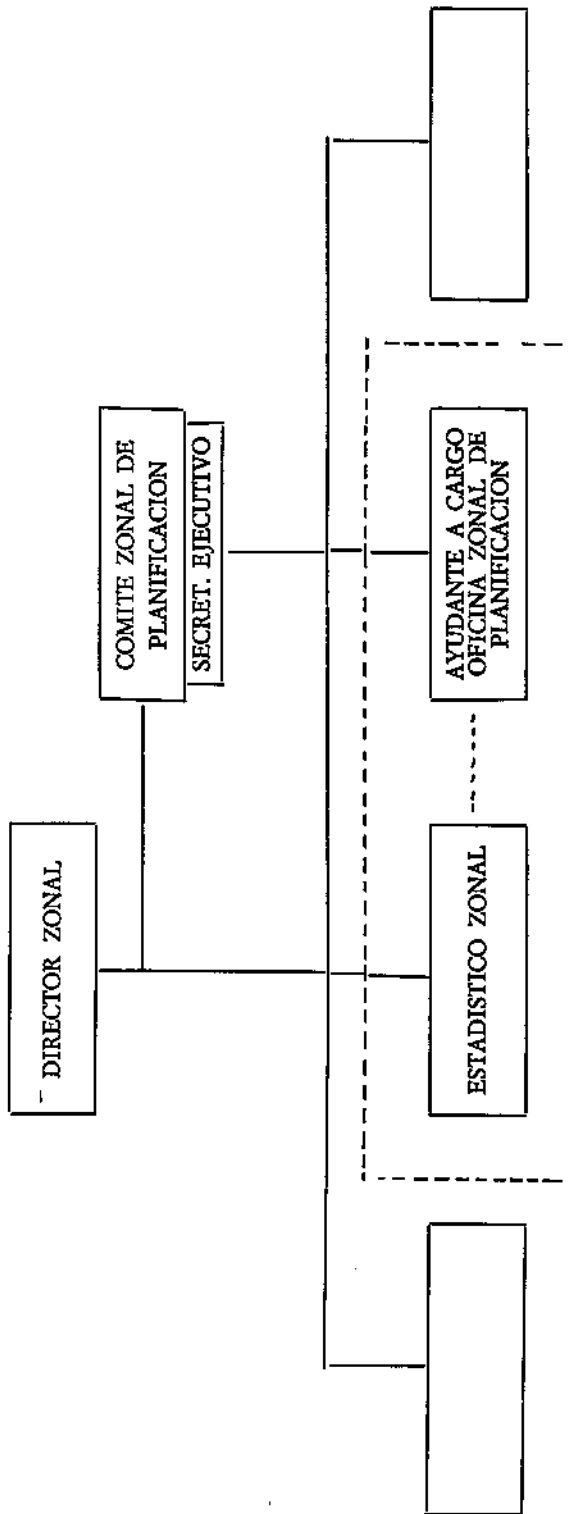 DIRECTOR ZONAL
COMITE ZONAL DE
PLANIFICACION
SECRET. EJECUTIVO
ESTADISTICO ZONAL
AYUDANTE A CARGO
OFICINA ZONAL DE
PLANIFICACION